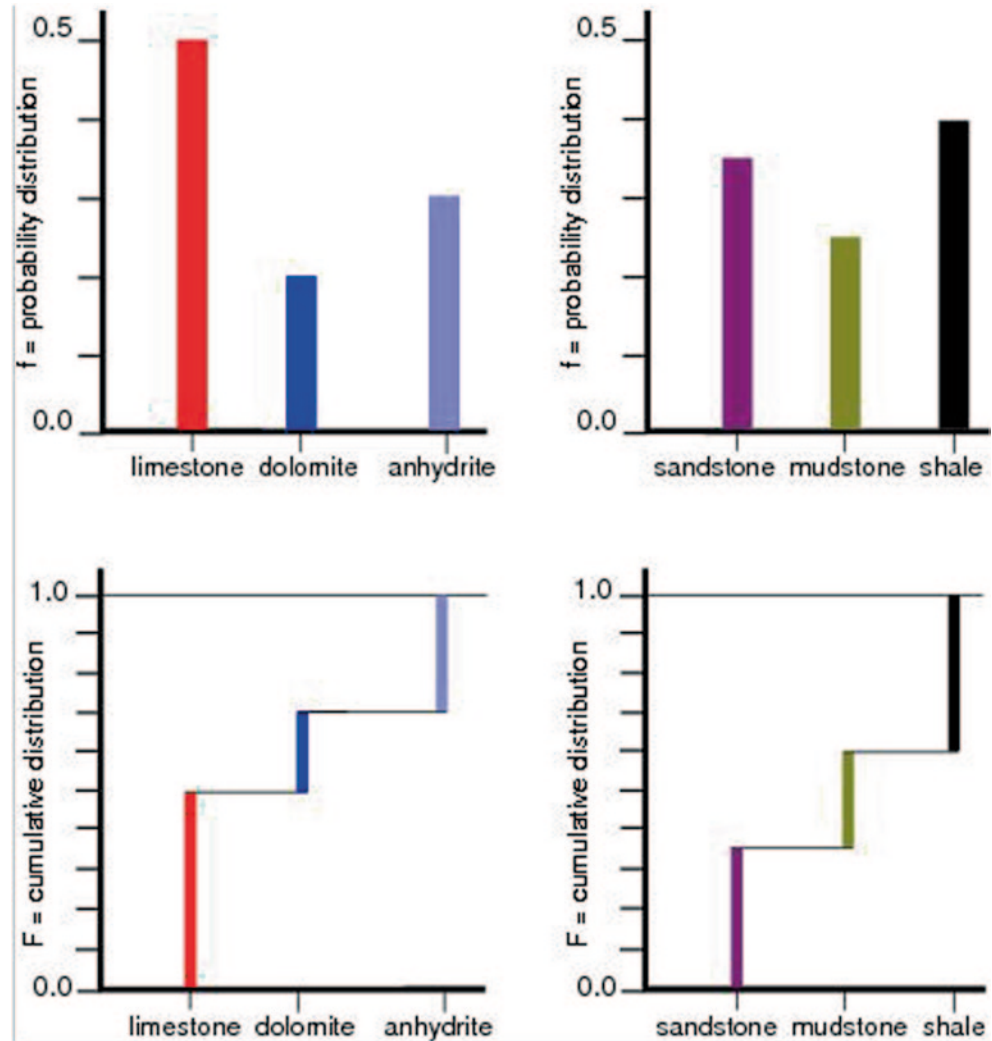 0.5
f = probability distribution
0.0
limestone dolomite anhydrite
0.5
f = probability distribution
0.0
sandstone mudstone shale
1.0
F = cumulative distribution
0.0
limestone dolomite anhydrite
1.0
F = cumulative distribution
0.0
sandstone mudstone shale